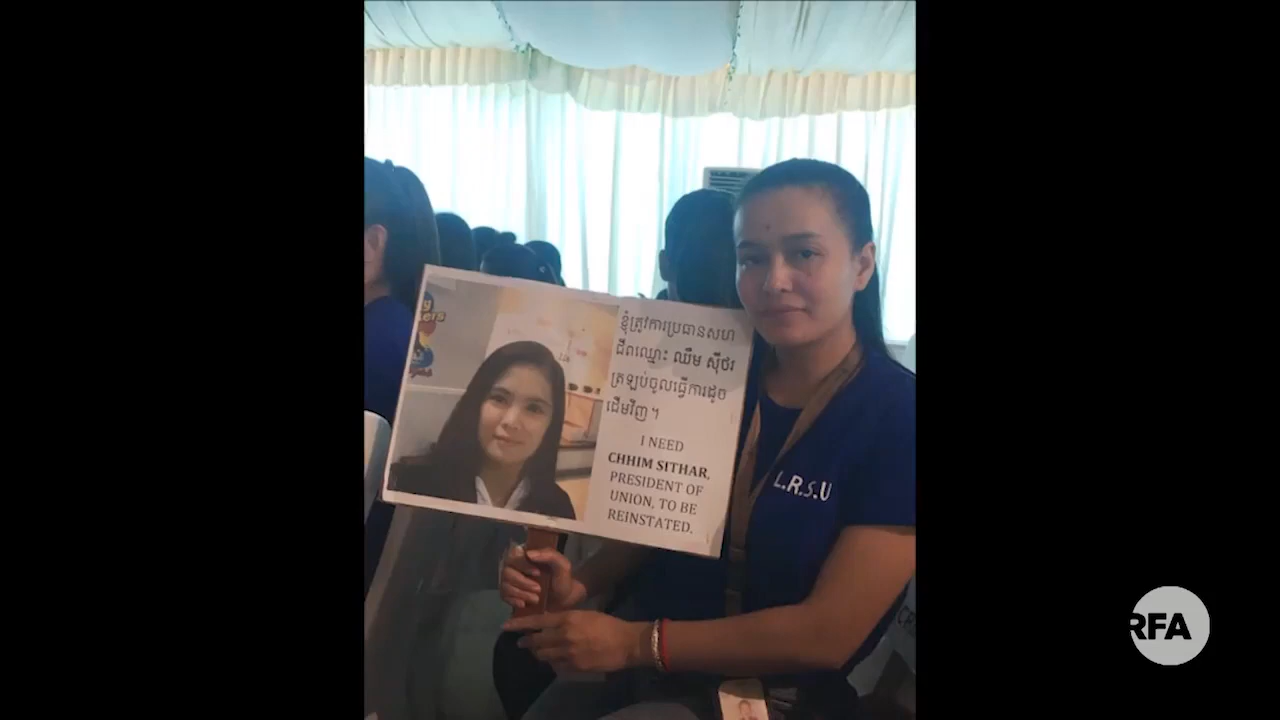 ខ្ញុំត្រូវការប្រធានសហ
ជីពឈ្មោះ ឈឹម ស៊ីថរ
ត្រឡប់ចូលធ្វើការដូច
ដើមវិញ។
I NEED
CHHIM SITHAR,
PRESIDENT OF
UNION, TO BE
REINSTATED.
L.R.S.U
RFA